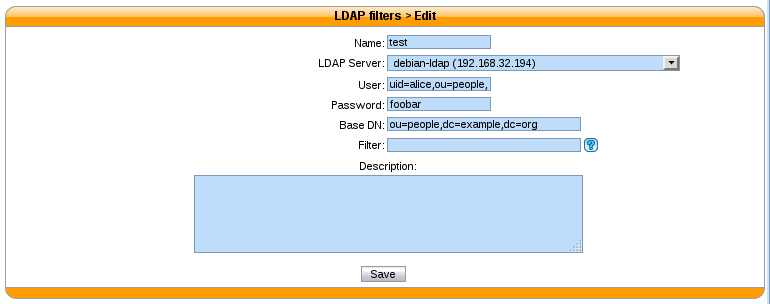 LDAP filters > Edit
Name: test
LDAP Server: debian-ldap (192.168.32.194)
User: uid=alice,ou=people,
Password: foobar
Base DN: ou=people,dc=example,dc=org
Filter: ?
Description:
Save